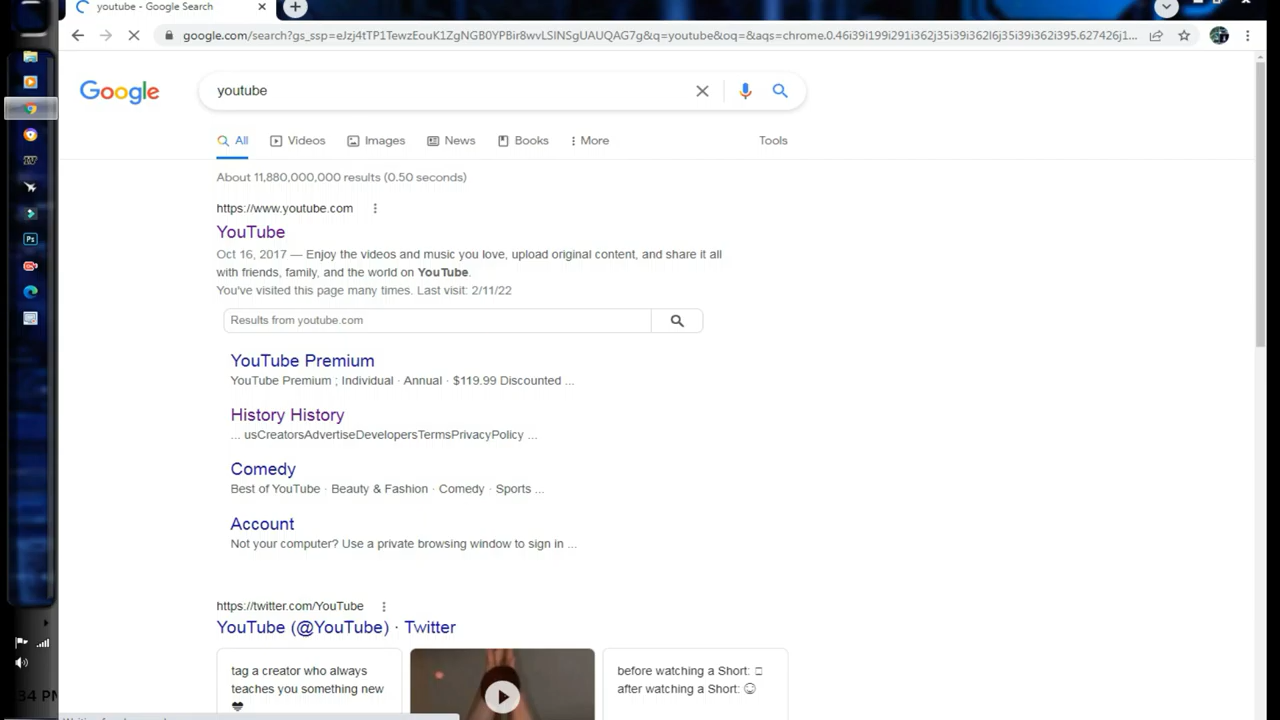 youtube - Google Search
google.com/search?gs_ssp=eJzj4tTP1TewzEouK1ZgNGB0YPBir8wvLSlNSgUAUQAG7g&q=youtube&oq=&aqs=chrome.0.46i39i199i291i362j35i39i362l6j35i39i362i395.627426j1...
Google
youtube
All
Videos
Images
News
Books
More
Tools
About 11,880,000,000 results (0.50 seconds)
https://www.youtube.com
YouTube
Oct 16, 2017 — Enjoy the videos and music you love, upload original content, and share it all
with friends, family, and the world on YouTube.
You've visited this page many times. Last visit: 2/11/22
Results from youtube.com
YouTube Premium
YouTube Premium ; Individual · Annual · $119.99 Discounted ...
History History
... usCreatorsAdvertiseDevelopersTermsPrivacyPolicy ...
Comedy
Best of YouTube · Beauty & Fashion · Comedy · Sports ...
Account
Not your computer? Use a private browsing window to sign in ...
https://twitter.com/YouTube
YouTube (@YouTube) · Twitter
tag a creator who always
teaches you something new
before watching a Short:
after watching a Short:
Ps
:34 PM